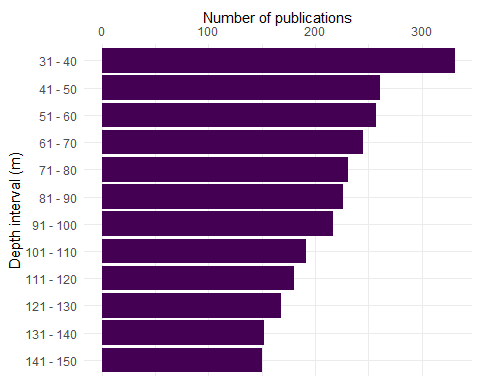 Number of publications
0 100 200 300
Depth interval (m)
31 - 40
41 - 50
51 - 60
61 - 70
71 - 80
81 - 90
91 - 100
101 - 110
111 - 120
121 - 130
131 - 140
141 - 150